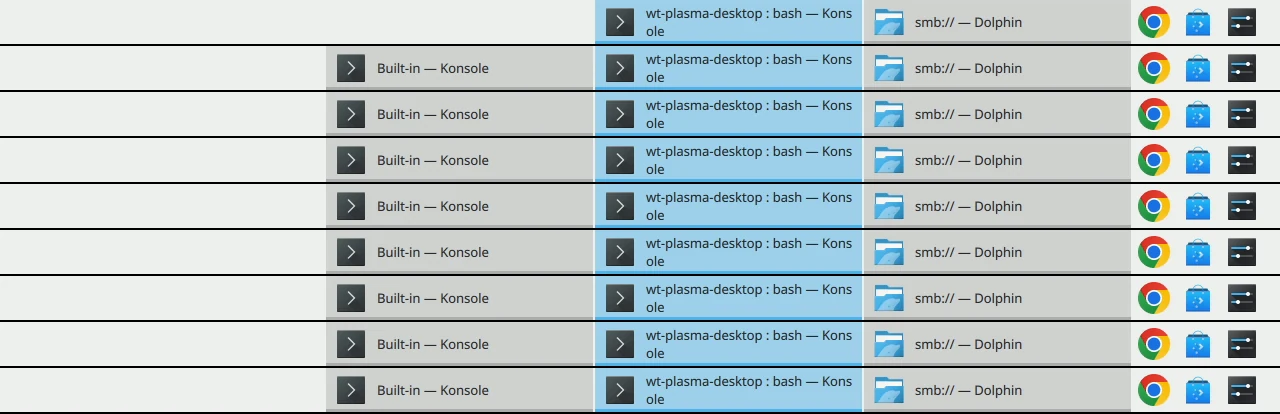 wt-plasma-desktop : bash — Kons
ole
smb:// — Dolphin
Built-in — Konsole
wt-plasma-desktop : bash — Kons
ole
smb:// — Dolphin
Built-in — Konsole
wt-plasma-desktop : bash — Kons
ole
smb:// — Dolphin
Built-in — Konsole
wt-plasma-desktop : bash — Kons
ole
smb:// — Dolphin
Built-in — Konsole
wt-plasma-desktop : bash — Kons
ole
smb:// — Dolphin
Built-in — Konsole
wt-plasma-desktop : bash — Kons
ole
smb:// — Dolphin
Built-in — Konsole
wt-plasma-desktop : bash — Kons
ole
smb:// — Dolphin
Built-in — Konsole
wt-plasma-desktop : bash — Kons
ole
smb:// — Dolphin
Built-in — Konsole
wt-plasma-desktop : bash — Kons
ole
smb:// — Dolphin